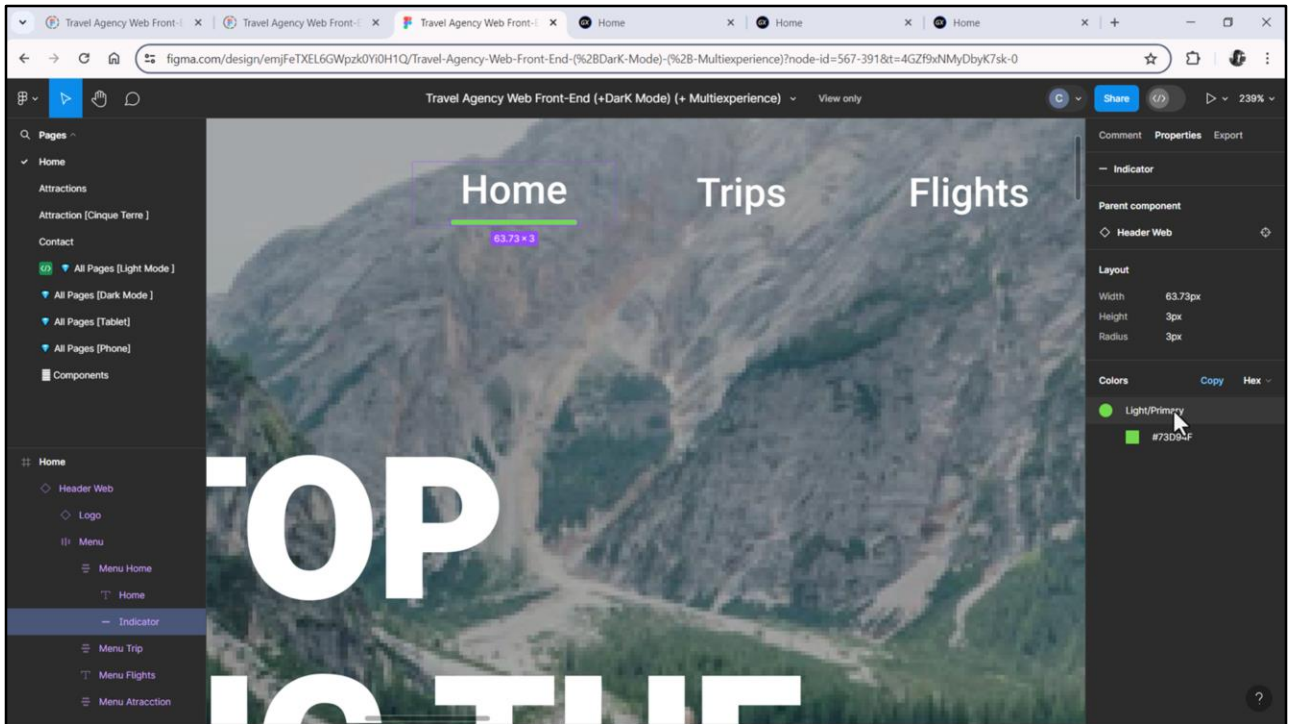 Travel Agency Web Front-E
Travel Agency Web Front-E
Travel Agency Web Front-E
Home
Home
Home
figma.com/design/emjFeTXEL6GWpzk0Yi0H1Q/Travel-Agency-Web-Front-End-(%2BDarK-Mode)-(%2B-Multiexperience)?node-id=567-391&t=4GZf9xNMyDbyK7sk-0
Travel Agency Web Front-End (+DarK Mode) (+ Multiexperience)
View only
C
Share
239%
Pages
Home
Attractions
Attraction [Cinque Terre ]
Contact
All Pages [Light Mode ]
All Pages [Dark Mode ]
All Pages [Tablet]
All Pages [Phone]
Components
Home
Header Web
Logo
Menu
Menu Home
Home
Indicator
Menu Trip
Menu Flights
Menu Atracction
Home Trips Flights
63.73 × 3
TOP
NG THE
Comment Properties Export
Indicator
Parent component
Header Web
Layout
Width 63.73px
Height 3px
Radius 3px
Colors Copy Hex
Light/Primary
#73D94F
?